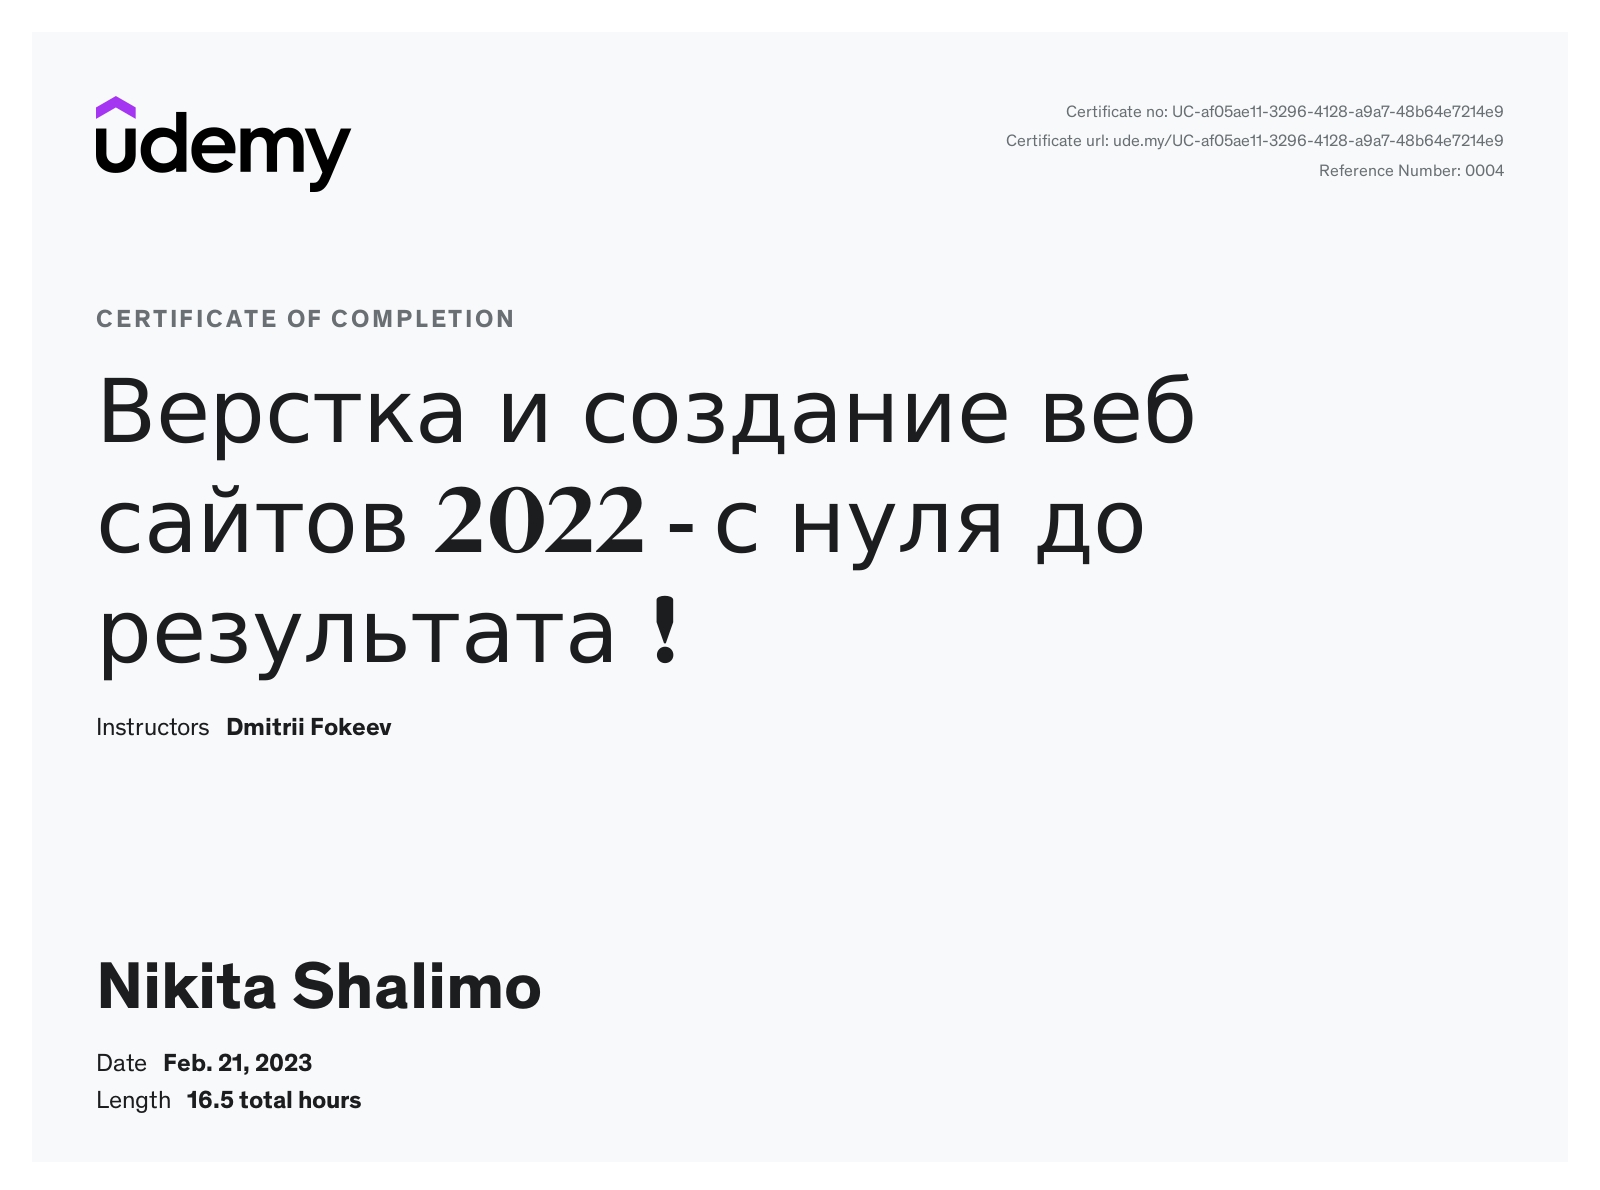 udemy
Certificate no: UC-af05ae11-3296-4128-a9a7-48b64e7214e9
Certificate url: ude.my/UC-af05ae11-3296-4128-a9a7-48b64e7214e9
Reference Number: 0004
CERTIFICATE OF COMPLETION
Верстка и создание веб
сайтов 2022 - с нуля до
результата !
Instructors Dmitrii Fokeev
Nikita Shalimo
Date Feb. 21, 2023
Length 16.5 total hours